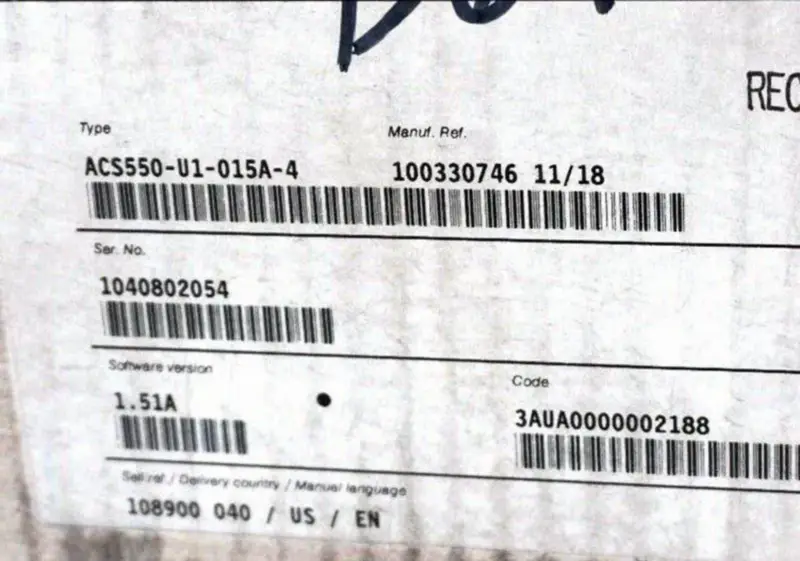 REC
Type Manuf. Ref.
ACS550-U1-015A-4 100330746 11/18
Ser. No.
1040802054
Software version Code
1.51A 3AUA0000002188
Sell ref / Delivery country / Manual language
108900 040 / US / EN